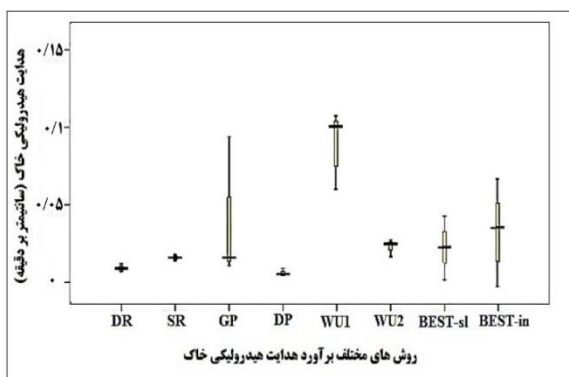 هدایت هیدرولیکی خاک (سانتیمتر بر دقیقه)
۰/۱۵
۰/۱
۰/۰۵
۰
DR SR GP DP WU1 WU2 BEST-sl BEST-in
روش های مختلف برآورد هدایت هیدرولیکی خاک